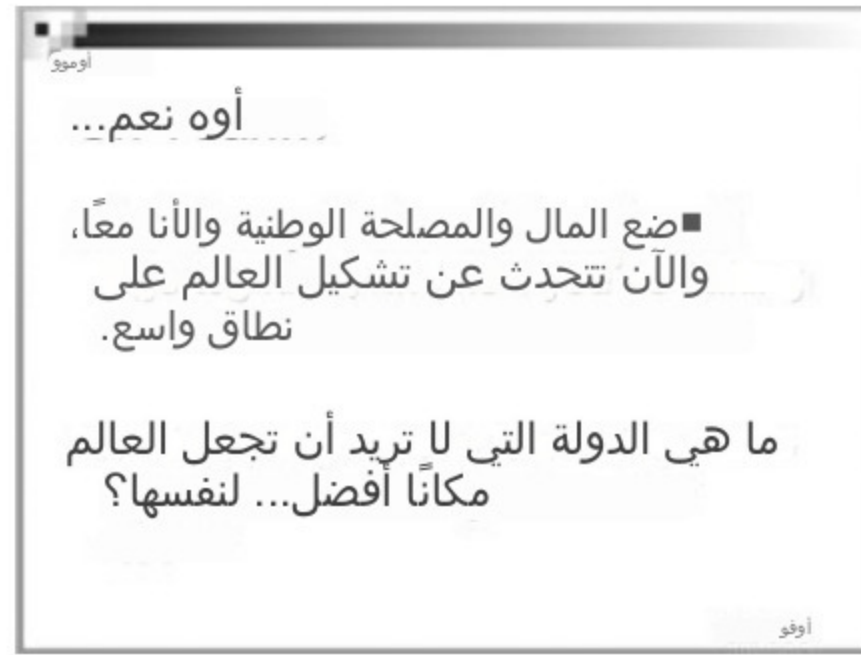 أوموو
أوه نعم...
■ضع المال والمصلحة الوطنية والأنا معًا،
والآن تتحدث عن تشكيل العالم على
نطاق واسع.
ما هي الدولة التي لا تريد أن تجعل العالم
مكانًا أفضل... لنفسها؟
أوفو